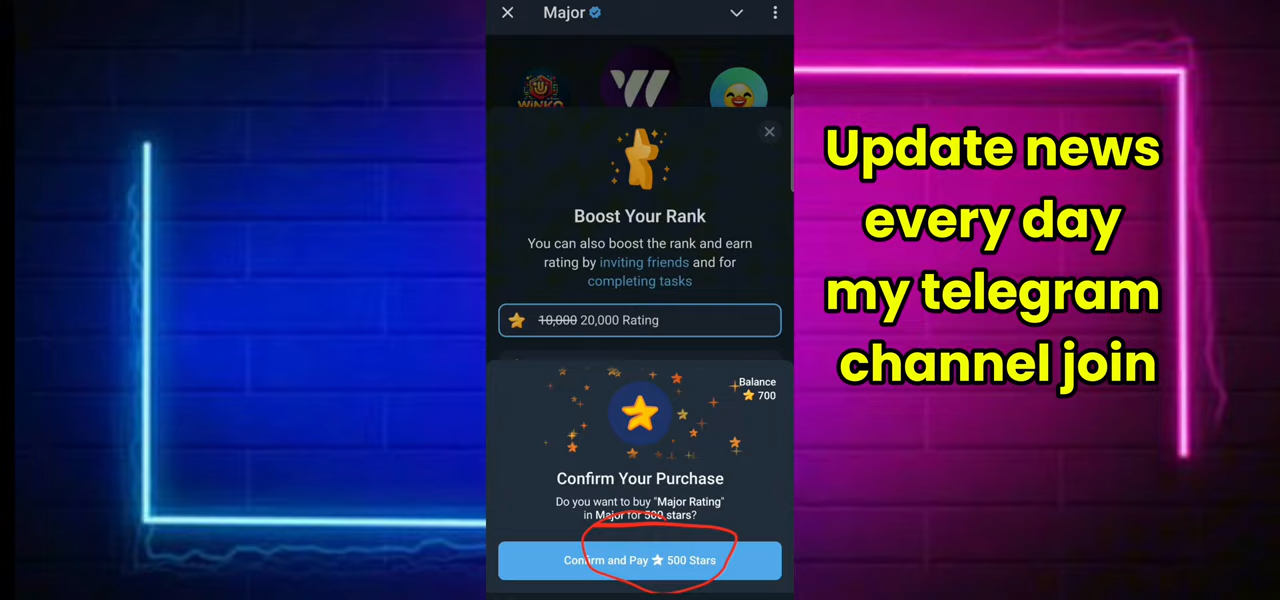 Major
WiNKO
Boost Your Rank
You can also boost the rank and earn
rating by inviting friends and for
completing tasks
10,000 20,000 Rating
Balance
700
Confirm Your Purchase
Do you want to buy "Major Rating"
in Major for 500 stars?
Confirm and Pay 500 Stars
Update news
every day
my telegram
channel join